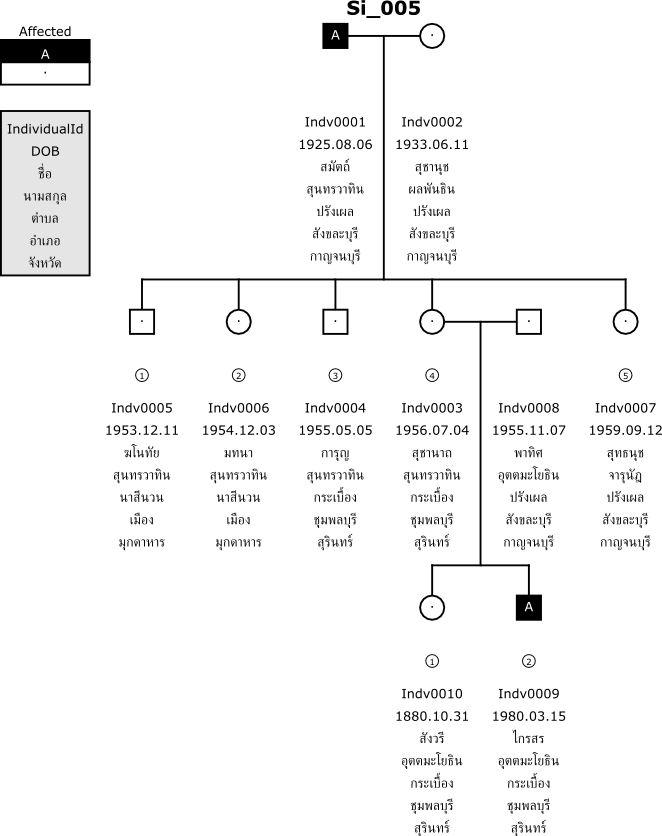 Si_005
Affected
A
.
IndividualId
DOB
ชื่อ
นามสกุล
ตำบล
อำเภอ
จังหวัด
A
.
Indv0001
1925.08.06
สมัตถ์
สุนทรวาทิน
ปรังเผล
สังขละบุรี
กาญจนบุรี
Indv0002
1933.06.11
สุชานุช
ผลพันธิน
ปรังเผล
สังขละบุรี
กาญจนบุรี
.
1
Indv0005
1953.12.11
ฆโนทัย
สุนทรวาทิน
นาสีนวน
เมือง
มุกดาหาร
.
2
Indv0006
1954.12.03
มทนา
สุนทรวาทิน
นาสีนวน
เมือง
มุกดาหาร
.
3
Indv0004
1955.05.05
การุญ
สุนทรวาทิน
กระเบื้อง
ชุมพลบุรี
สุรินทร์
.
4
Indv0003
1956.07.04
สุชานาถ
สุนทรวาทิน
กระเบื้อง
ชุมพลบุรี
สุรินทร์
.
Indv0008
1955.11.07
พาทิศ
อุตตมะโยธิน
ปรังเผล
สังขละบุรี
กาญจนบุรี
.
5
Indv0007
1959.09.12
สุทธนุช
จารุนัฎ
ปรังเผล
สังขละบุรี
กาญจนบุรี
.
1
Indv0010
1880.10.31
สังวรี
อุตตมะโยธิน
กระเบื้อง
ชุมพลบุรี
สุรินทร์
A
2
Indv0009
1980.03.15
ไกรสร
อุตตมะโยธิน
กระเบื้อง
ชุมพลบุรี
สุรินทร์